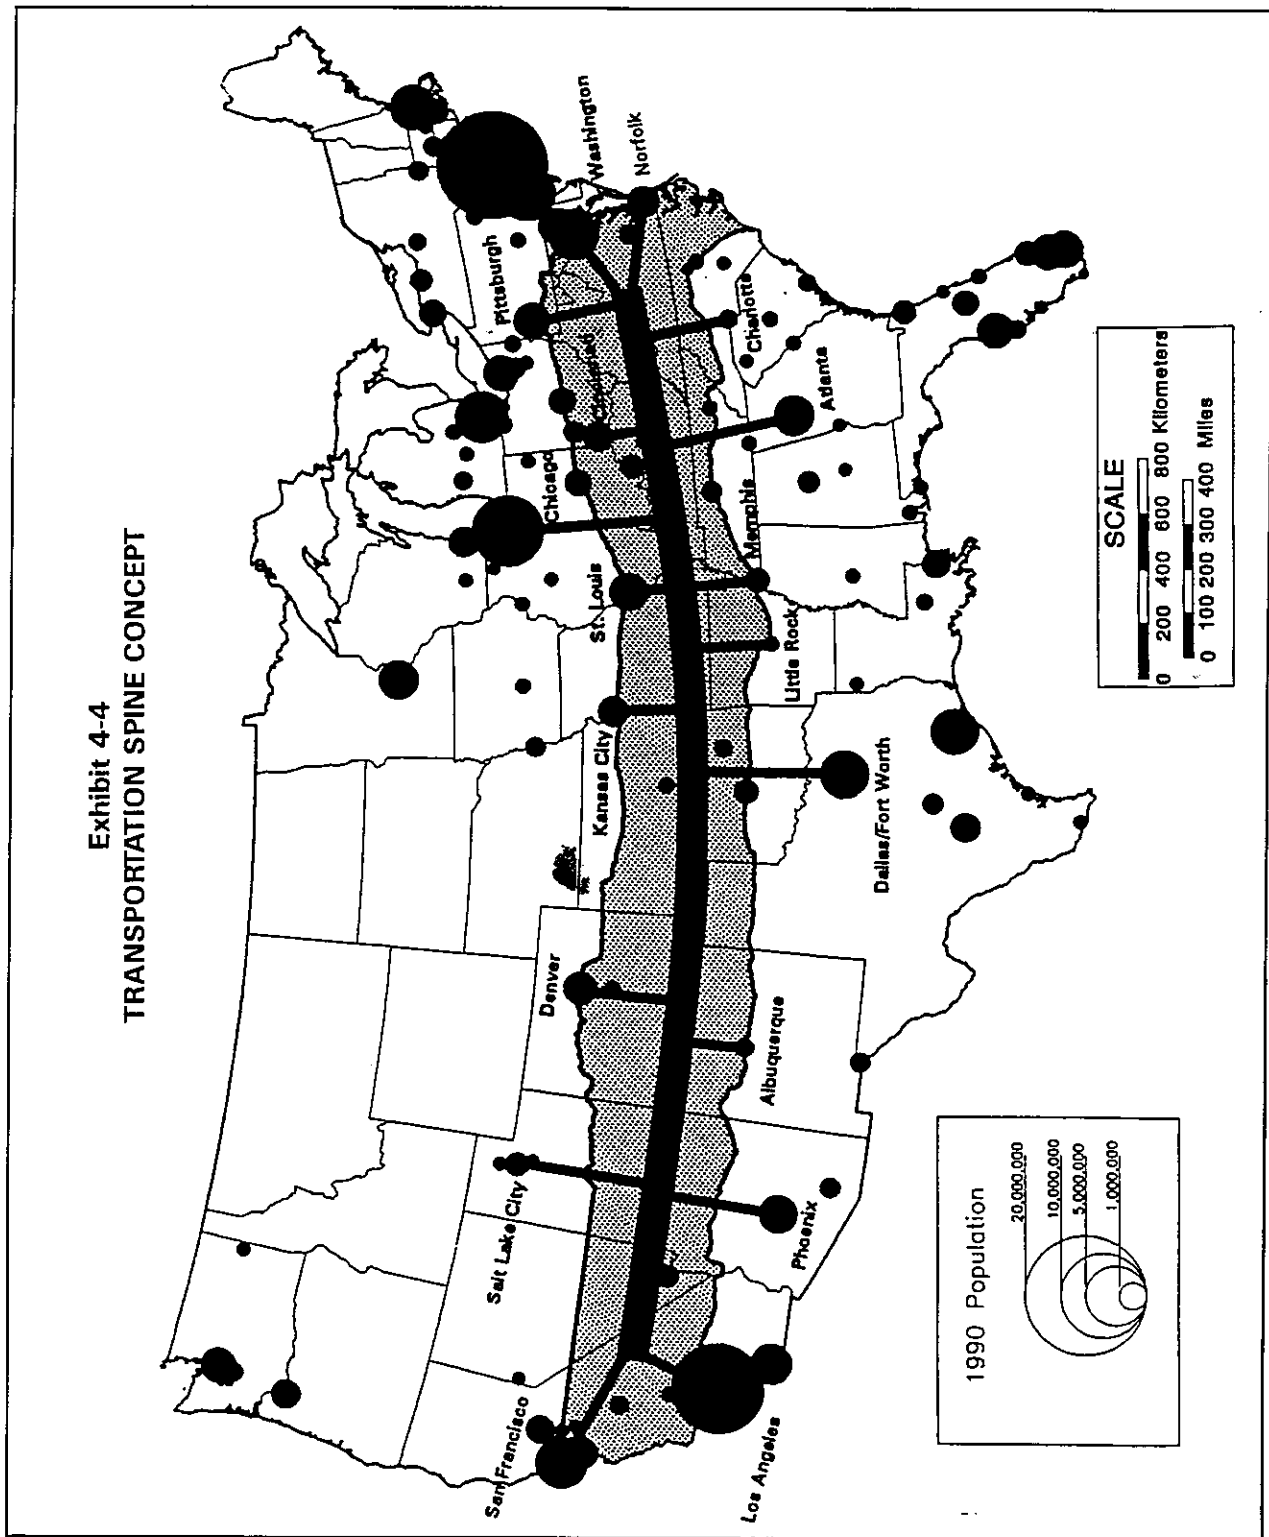 Exhibit 4-4
TRANSPORTATION SPINE CONCEPT
San Francisco
Salt Lake City
Denver
Kansas City
St. Louis
Chicago
Cincinnati
Pittsburgh
Washington
Norfolk
Los Angeles
Phoenix
Albuquerque
Dallas/Fort Worth
Little Rock
Memphis
Atlanta
Charlotte
1990 Population
20,000,000
10,000,000
5,000,000
1,000,000
SCALE
0 200 400 600 800 Kilometers
0 100 200 300 400 Miles